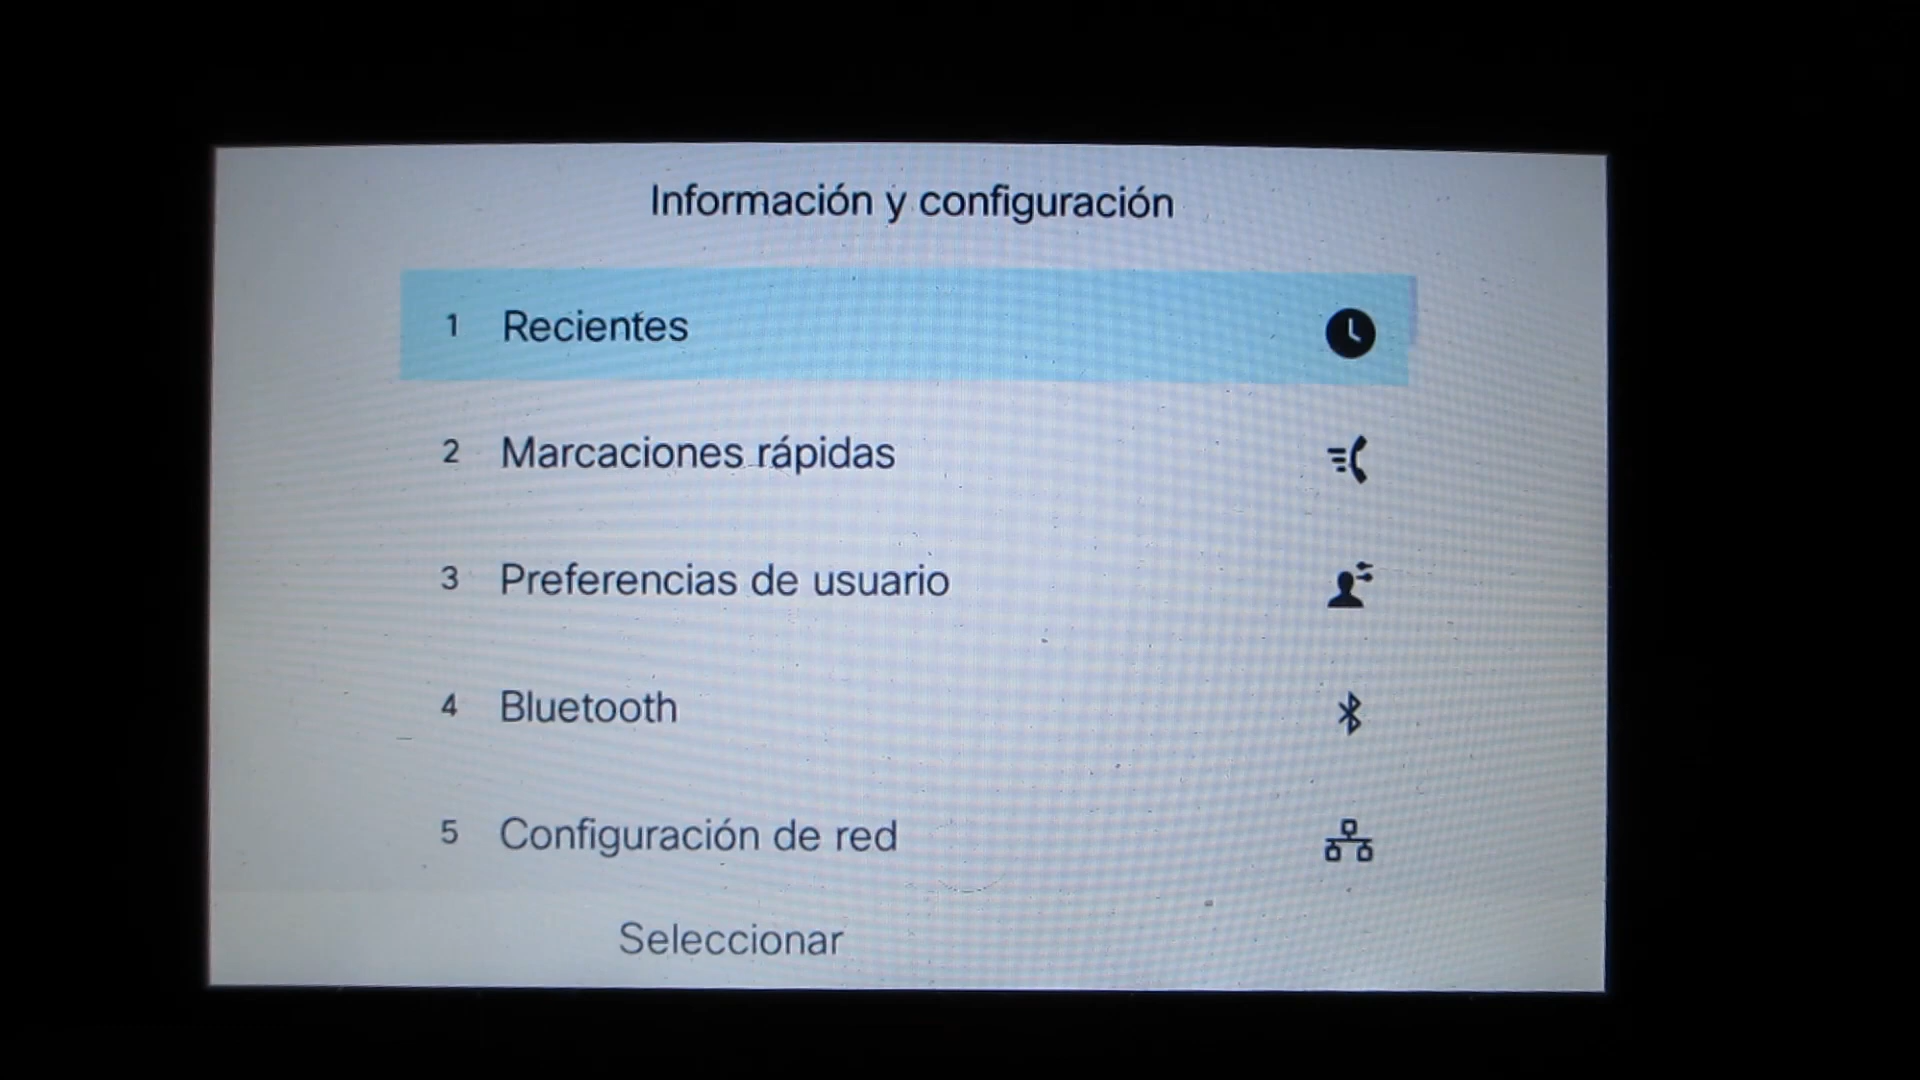 Información y configuración
1 Recientes
2 Marcaciones rápidas
3 Preferencias de usuario
4 Bluetooth
5 Configuración de red
Seleccionar